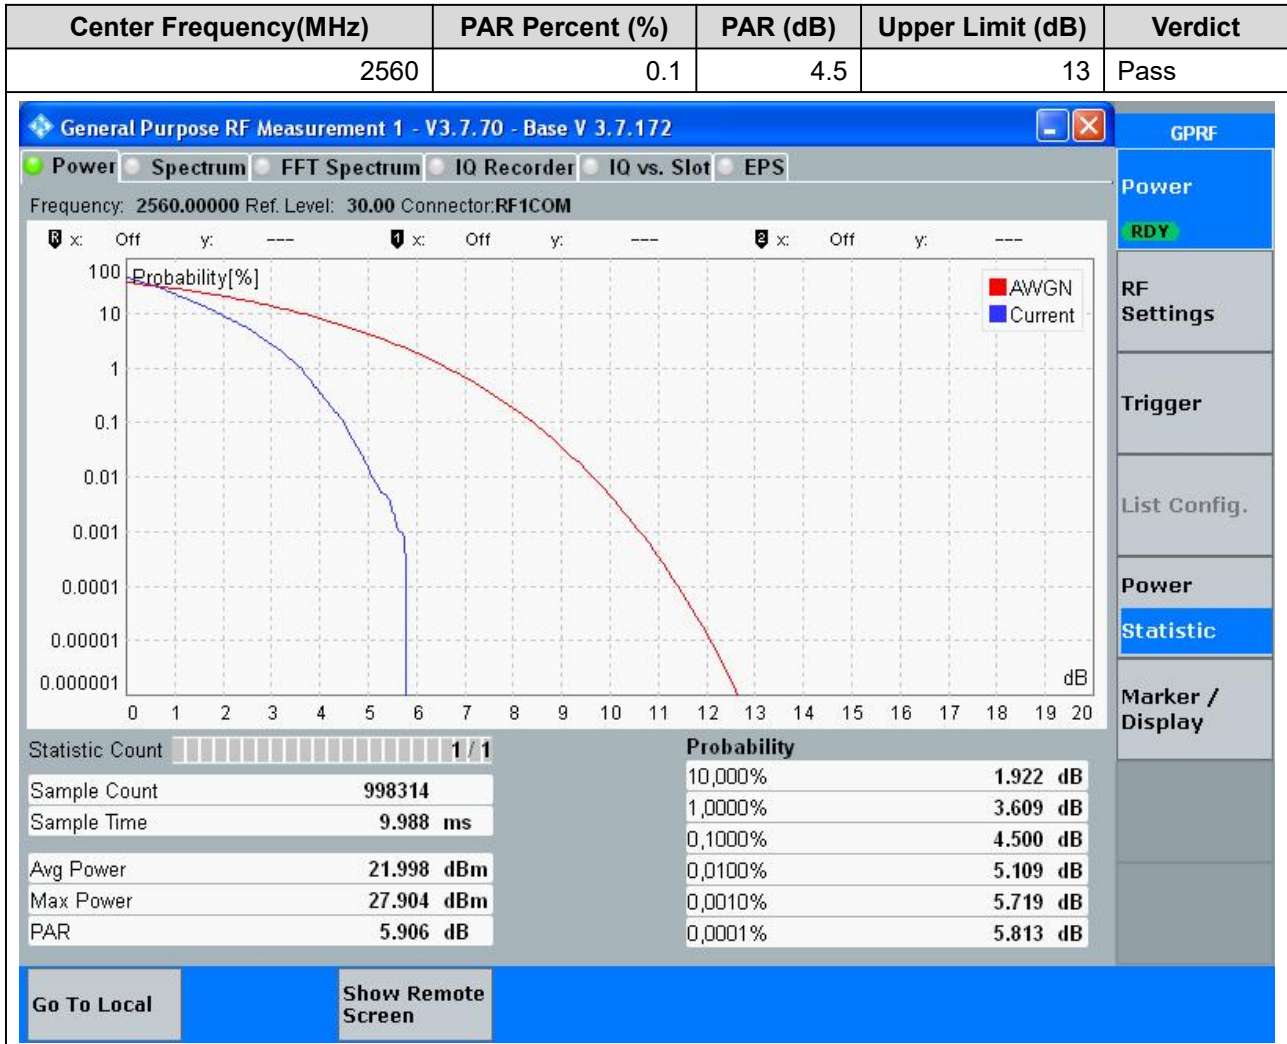 Center Frequency(MHz) PAR Percent (%) PAR (dB) Upper Limit (dB) Verdict
2560 0.1 4.5 13 Pass
General Purpose RF Measurement 1 - V3.7.70 - Base V 3.7.172
GPRF
Power Spectrum FFT Spectrum IQ Recorder IQ vs. Slot EPS
Frequency: 2560.00000 Ref. Level: 30.00 Connector:RF1COM
R x: Off y: --- 1 x: Off y: --- 2 x: Off y: ---
Probability[%]
100
10
1
0.1
0.01
0.001
0.0001
0.00001
0.000001
AWGN
Current
dB
0 1 2 3 4 5 6 7 8 9 10 11 12 13 14 15 16 17 18 19 20
Statistic Count 1 / 1
Sample Count 998314
Sample Time 9.988 ms
Avg Power 21.998 dBm
Max Power 27.904 dBm
PAR 5.906 dB
Probability
10,000% 1.922 dB
1,0000% 3.609 dB
0,1000% 4.500 dB
0,0100% 5.109 dB
0,0010% 5.719 dB
0,0001% 5.813 dB
Power
RDY
RF
Settings
Trigger
List Config.
Power
Statistic
Marker /
Display
Go To Local
Show Remote
Screen